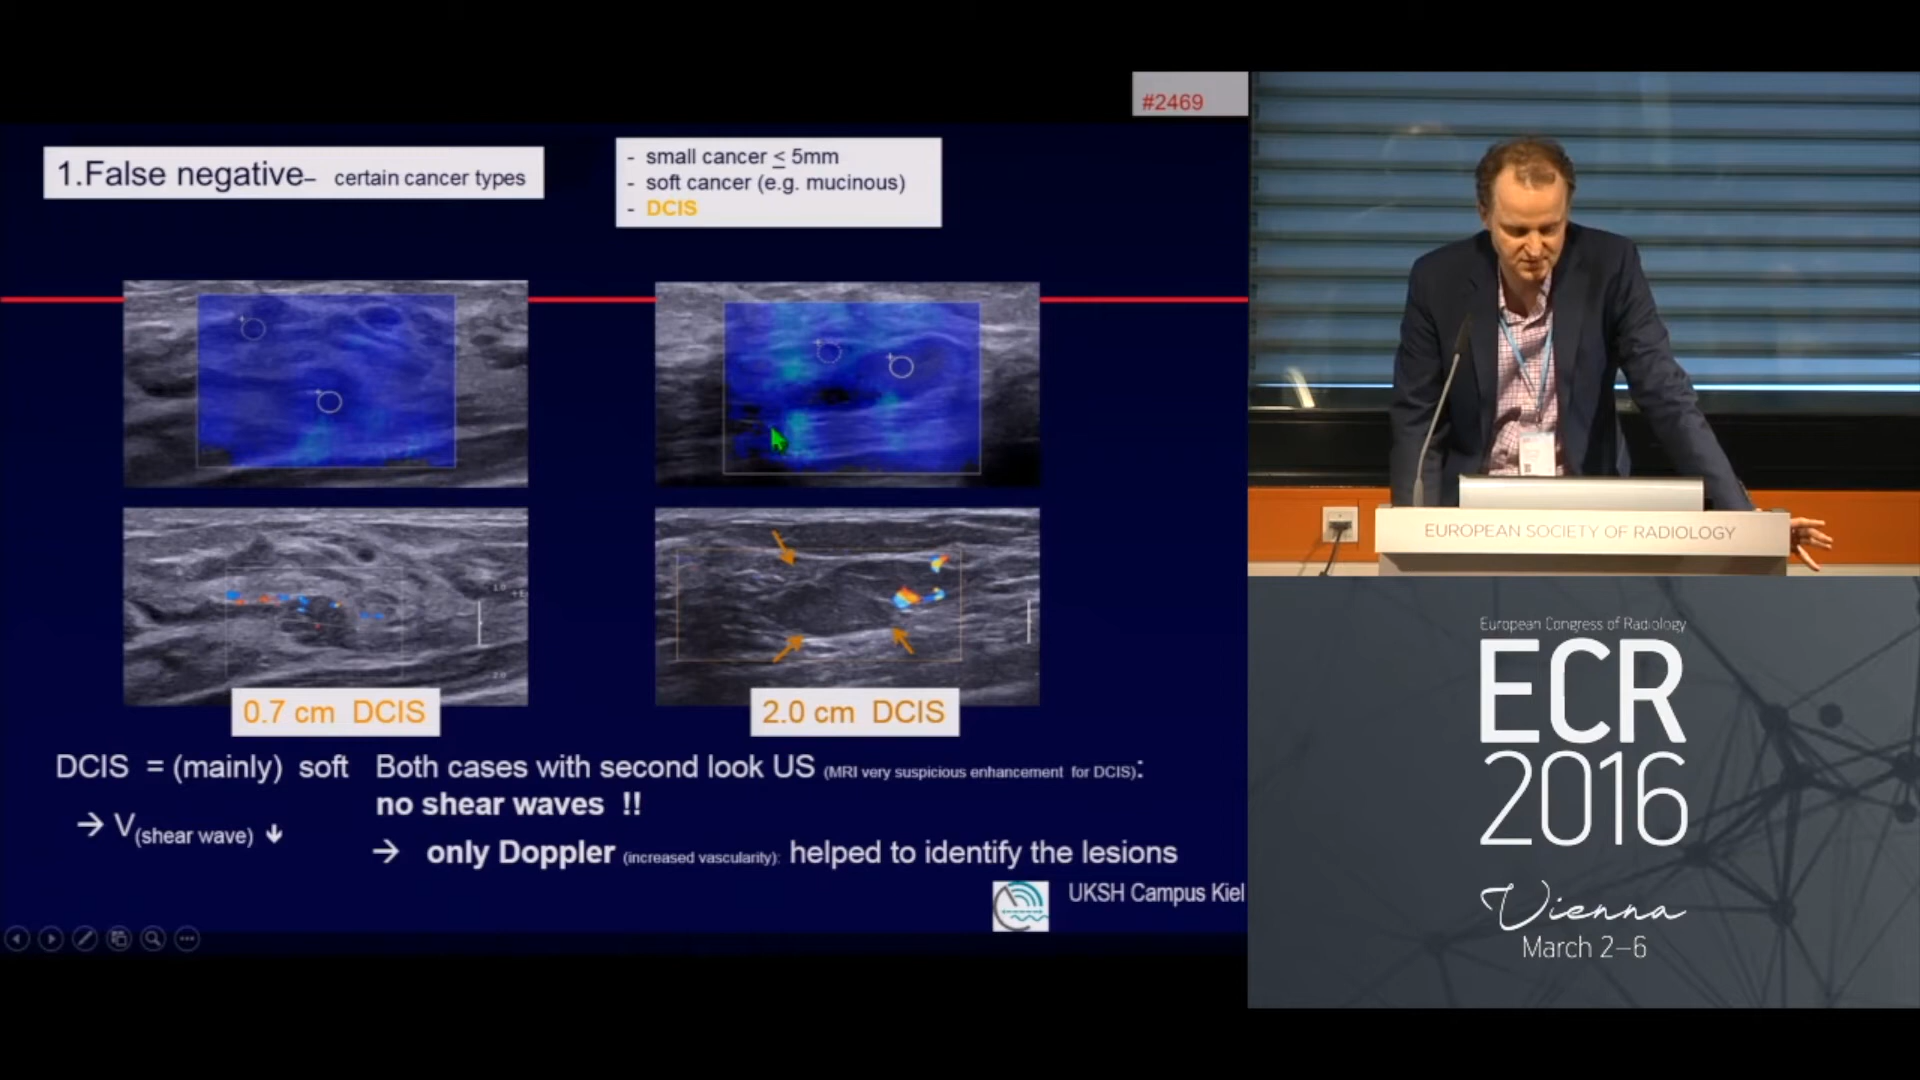 #2469
1.False negative– certain cancer types
- small cancer ≤ 5mm
- soft cancer (e.g. mucinous)
- DCIS
0.7 cm DCIS
2.0 cm DCIS
DCIS = (mainly) soft
→ V(shear wave) ↓
Both cases with second look US (MRI very suspicious enhancement for DCIS):
no shear waves !!
→ only Doppler (increased vascularity): helped to identify the lesions
UKSH Campus Kiel
EUROPEAN SOCIETY OF RADIOLOGY
European Congress of Radiology
ECR
2016
Vienna
March 2–6